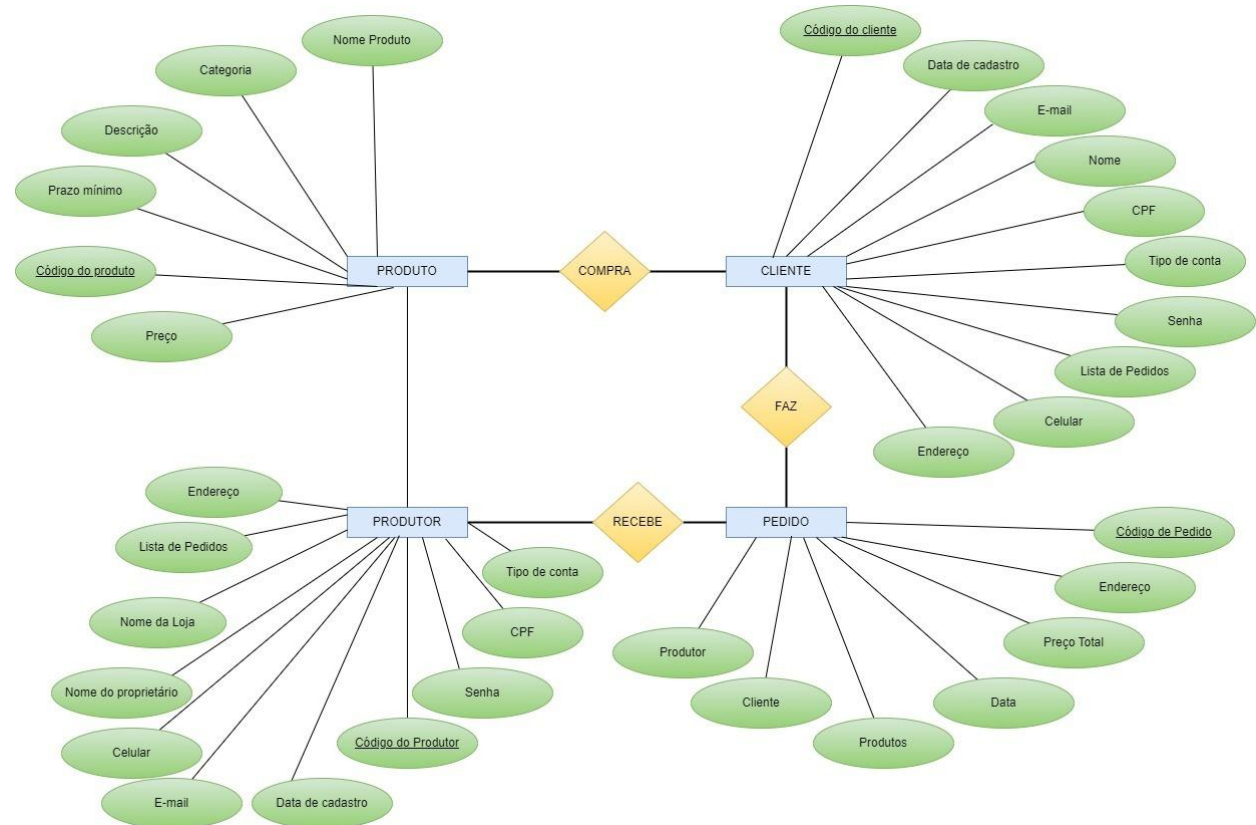 Nome Produto
Categoria
Descrição
Prazo mínimo
Código do produto
Preço
PRODUTO
COMPRA
CLIENTE
Código do cliente
Data de cadastro
E-mail
Nome
CPF
Tipo de conta
Senha
Lista de Pedidos
Celular
Endereço
FAZ
PRODUTOR
RECEBE
PEDIDO
Endereço
Lista de Pedidos
Nome da Loja
Nome do proprietário
Celular
E-mail
Data de cadastro
Código do Produtor
Senha
CPF
Tipo de conta
Código de Pedido
Endereço
Preço Total
Data
Produtos
Cliente
Produtor